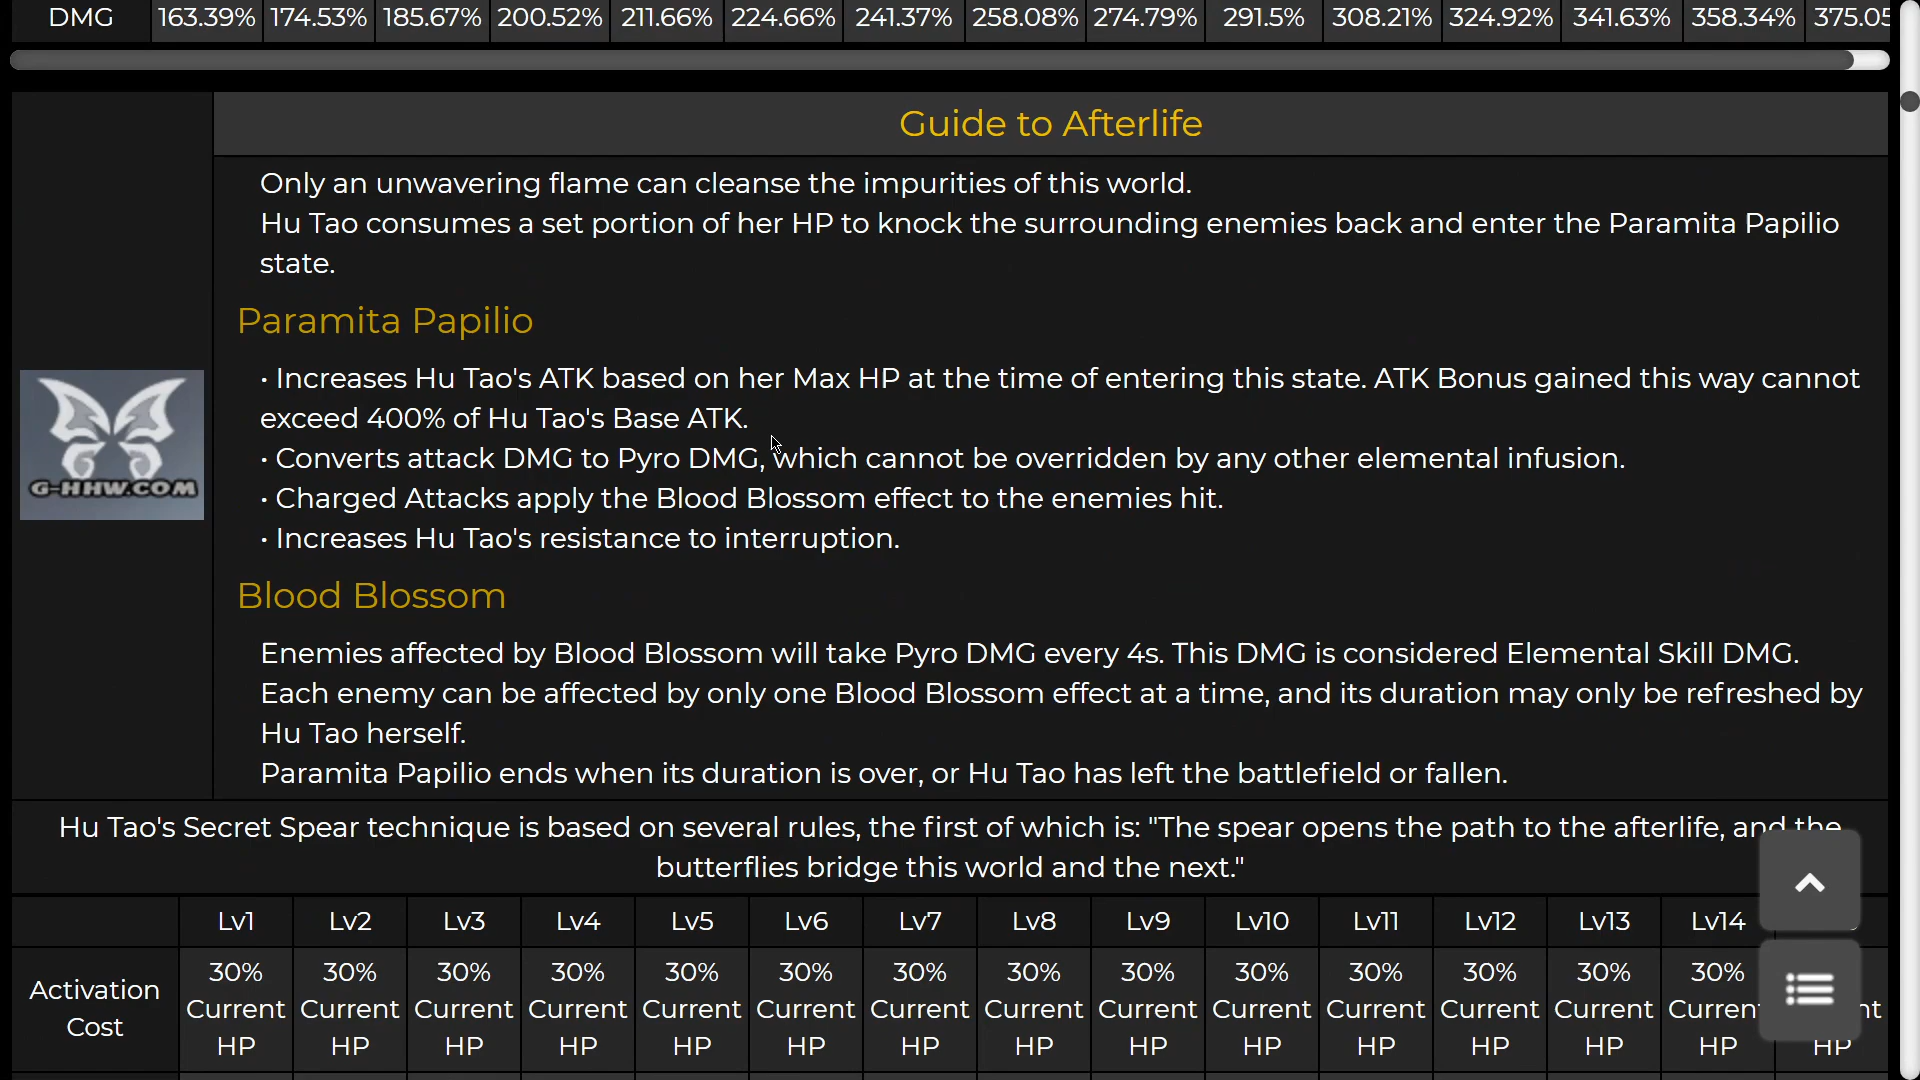 DMG 163.39% 174.53% 185.67% 200.52% 211.66% 224.66% 241.37% 258.08% 274.79% 291.5% 308.21% 324.92% 341.63% 358.34% 375.05
Guide to Afterlife
Only an unwavering flame can cleanse the impurities of this world.
Hu Tao consumes a set portion of her HP to knock the surrounding enemies back and enter the Paramita Papilio
state.
Paramita Papilio
• Increases Hu Tao's ATK based on her Max HP at the time of entering this state. ATK Bonus gained this way cannot
exceed 400% of Hu Tao's Base ATK.
• Converts attack DMG to Pyro DMG, which cannot be overridden by any other elemental infusion.
• Charged Attacks apply the Blood Blossom effect to the enemies hit.
• Increases Hu Tao's resistance to interruption.
G-HHW.COM
Blood Blossom
Enemies affected by Blood Blossom will take Pyro DMG every 4s. This DMG is considered Elemental Skill DMG.
Each enemy can be affected by only one Blood Blossom effect at a time, and its duration may only be refreshed by
Hu Tao herself.
Paramita Papilio ends when its duration is over, or Hu Tao has left the battlefield or fallen.
Hu Tao's Secret Spear technique is based on several rules, the first of which is: "The spear opens the path to the afterlife, and the
butterflies bridge this world and the next."
Lv1 Lv2 Lv3 Lv4 Lv5 Lv6 Lv7 Lv8 Lv9 Lv10 Lv11 Lv12 Lv13 Lv14
30% 30% 30% 30% 30% 30% 30% 30% 30% 30% 30% 30% 30% 30%
Activation
Current Current Current Current Current Current Current Current Current Current Current Current Current Curren nt
Cost
HP HP HP HP HP HP HP HP HP HP HP HP HP HP HP